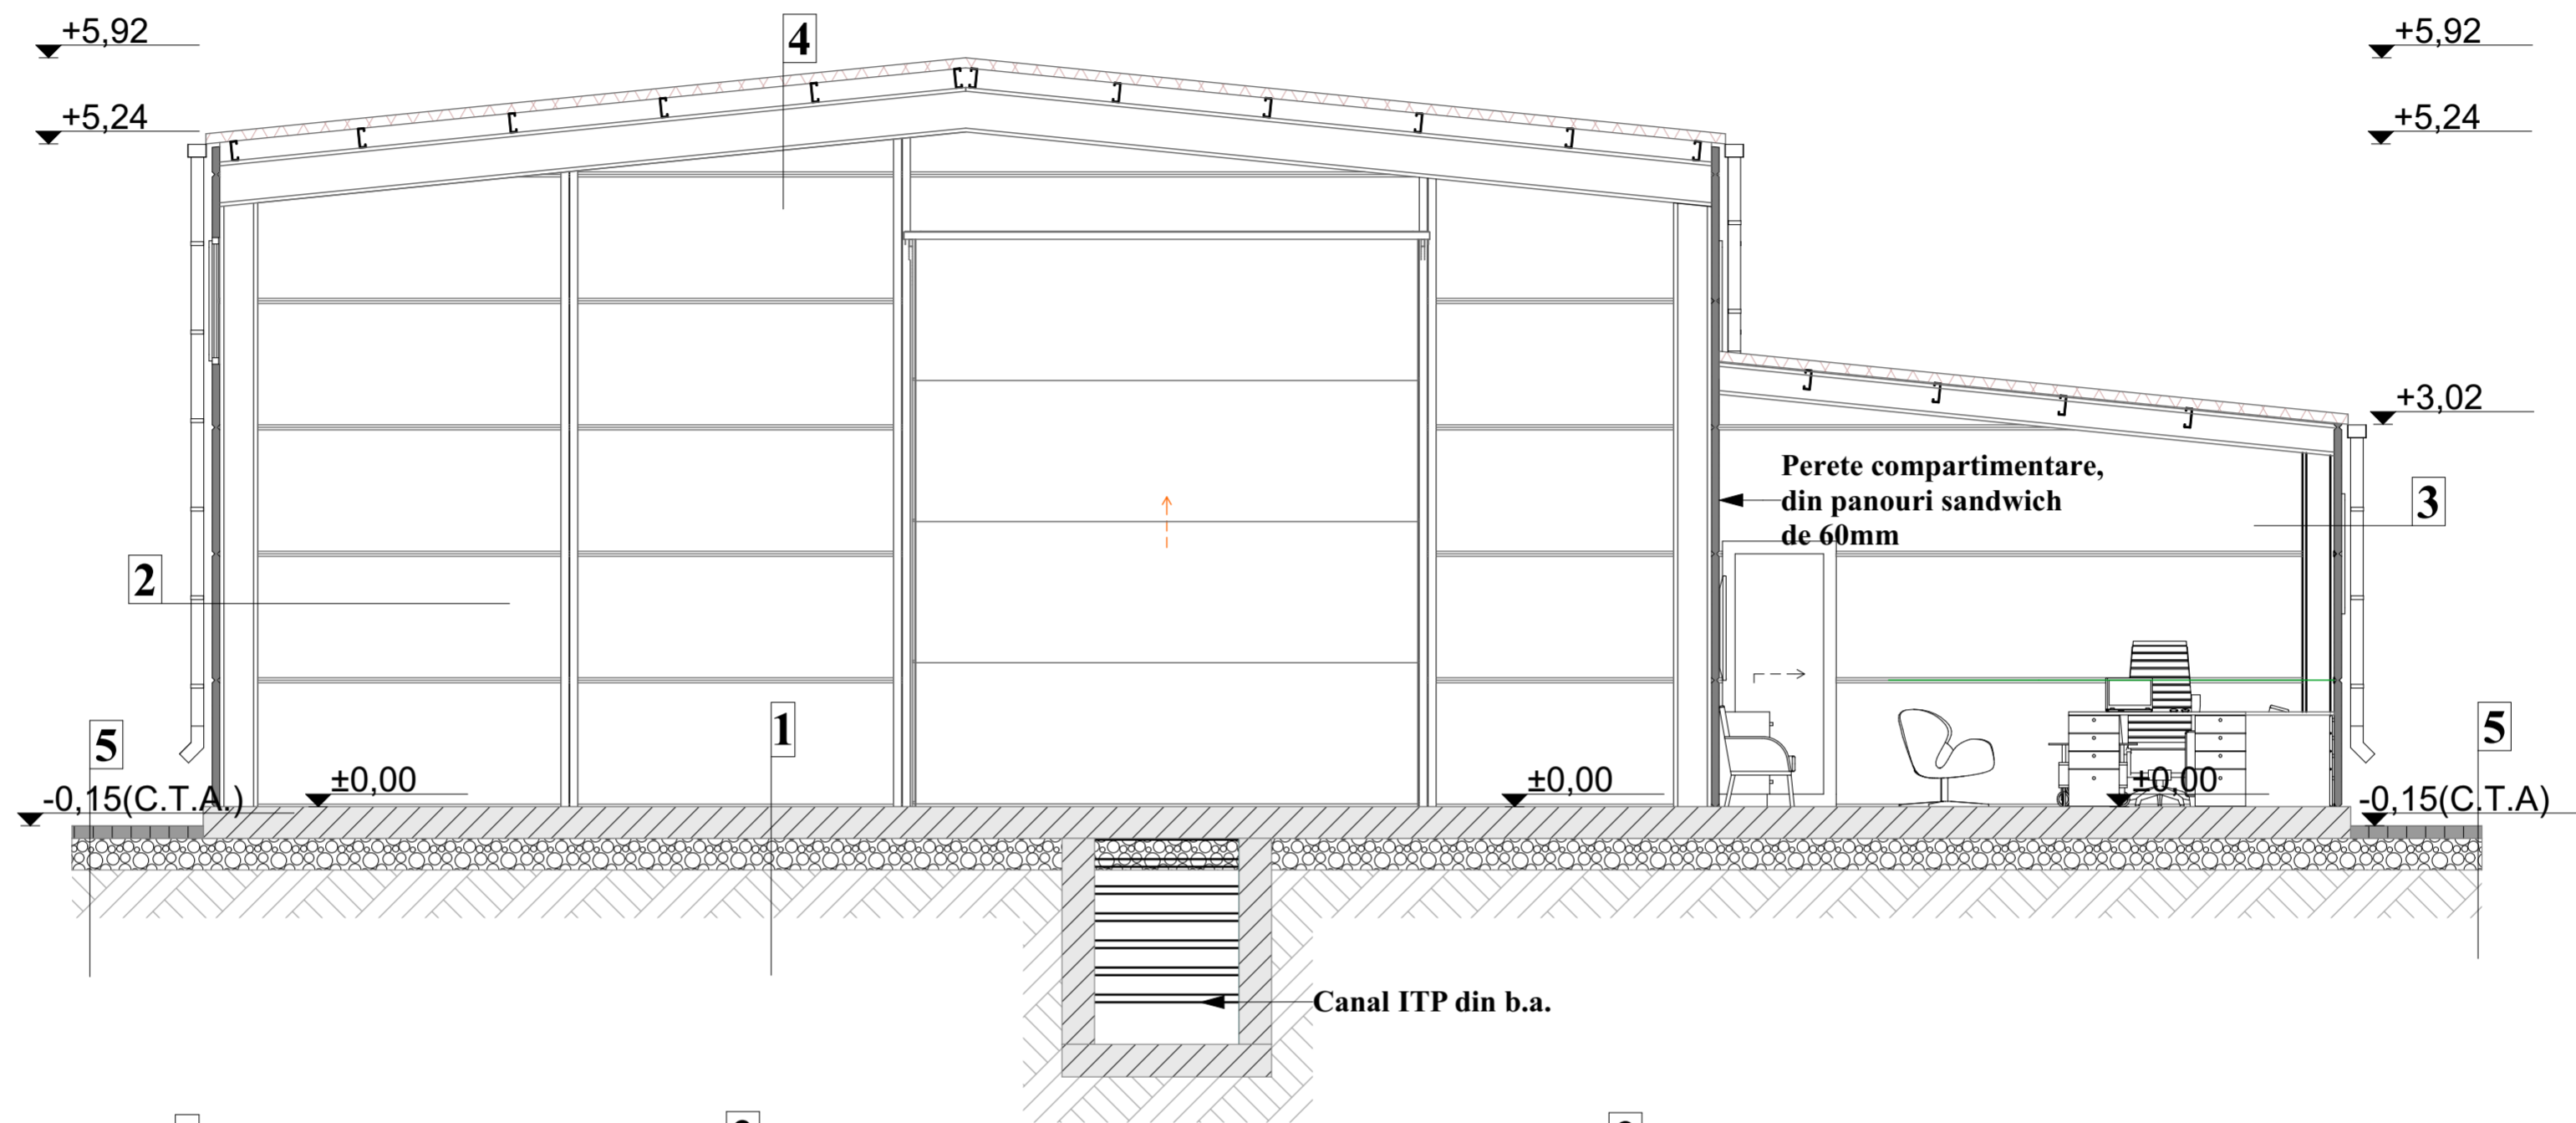 +5,92
4
+5,92
+5,24
+5,24
+3,02
Perete compartimentare,
din panouri sandwich
de 60mm
3
2
5
1
5
±0,00
±0,00
±0,00
-0,15(C.T.A.)
-0,15(C.T.A)
Canal ITP din b.a.